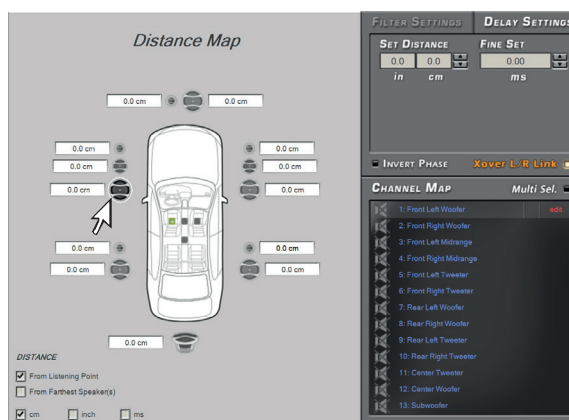 Distance Map
0.0 cm
0.0 cm
0.0 cm
0.0 cm
0.0 cm
0.0 cm
0.0 cm
0.0 cm
0.0 cm
0.0 cm
0.0 cm
0.0 cm
0.0 cm
DISTANCE
From Listening Point
From Farthest Speaker(s)
cm inch ms
FILTER SETTINGS DELAY SETTINGS
SET DISTANCE FINE SET
0.0 0.0 0.00
in cm ms
INVERT PHASE Xover L/R Link
CHANNEL MAP Multi Sel.
1: Front Left Woofer edit
2: Front Right Woofer
3: Front Left Midrange
4: Front Right Midrange
5: Front Left Tweeter
6: Front Right Tweeter
7: Rear Left Woofer
8: Rear Right Woofer
9: Rear Left Tweeter
10: Rear Right Tweeter
11: Center Tweeter
12: Center Woofer
13: Subwoofer